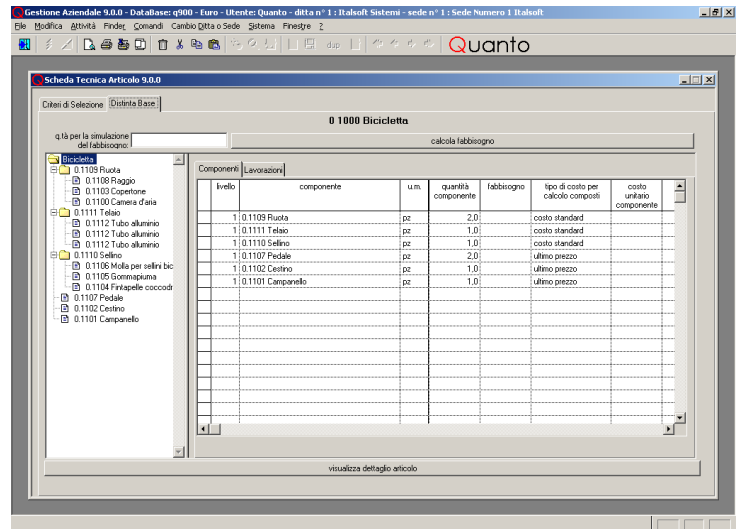 Gestione Aziendale 9.0.0 - DataBase: q900 - Euro - Utente: Quanto - ditta n° 1 : Italsoft Sistemi - sede n° 1 : Sede Numero 1 Italsoft
File Modifica Attività Finder Comandi Cambio Ditta o Sede Sistema Finestre ?
dup
Quanto
Scheda Tecnica Articolo 9.0.0
Criteri di Selezione Distinta Base
0 1000 Bicicletta
q.tà per la simulazione
del fabbisogno:
calcola fabbisogno
Bicicletta
0.1109 Ruota
0.1108 Raggio
0.1103 Copertone
0.1100 Camera d'aria
0.1111 Telaio
0.1112 Tubo alluminio
0.1112 Tubo alluminio
0.1112 Tubo alluminio
0.1110 Sellino
0.1106 Molla per sellini bic
0.1105 Gommapiuma
0.1104 Fintapelle coccodr
0.1107 Pedale
0.1102 Cestino
0.1101 Campanello
Componenti Lavorazioni
livello componente u.m. quantità componente fabbisogno tipo di costo per calcolo composti costo unitario componente
1 0.1109 Ruota pz 2,0 costo standard
1 0.1111 Telaio pz 1,0 costo standard
1 0.1110 Sellino pz 1,0 costo standard
1 0.1107 Pedale pz 2,0 ultimo prezzo
1 0.1102 Cestino pz 1,0 ultimo prezzo
1 0.1101 Campanello pz 1,0 ultimo prezzo
visualizza dettaglio articolo